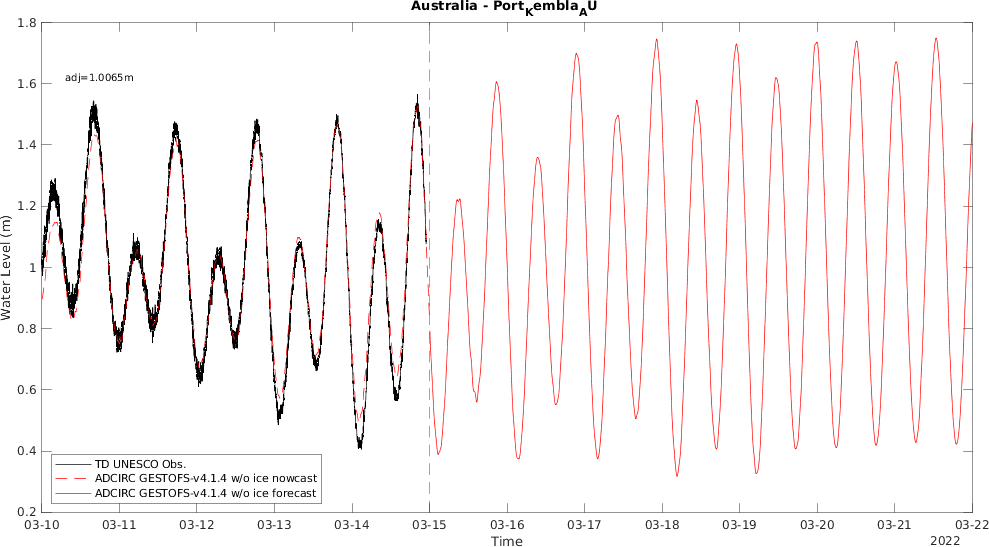 Australia - PortKemblaAU
adj=1.0065m
1.8
1.6
1.4
1.2
1
0.8
0.6
0.4
0.2
Water Level (m)
TD UNESCO Obs.
ADCIRC GESTOFS-v4.1.4 w/o ice nowcast
ADCIRC GESTOFS-v4.1.4 w/o ice forecast
03-10 03-11 03-12 03-13 03-14 03-15 03-16 03-17 03-18 03-19 03-20 03-21 03-22
Time
2022